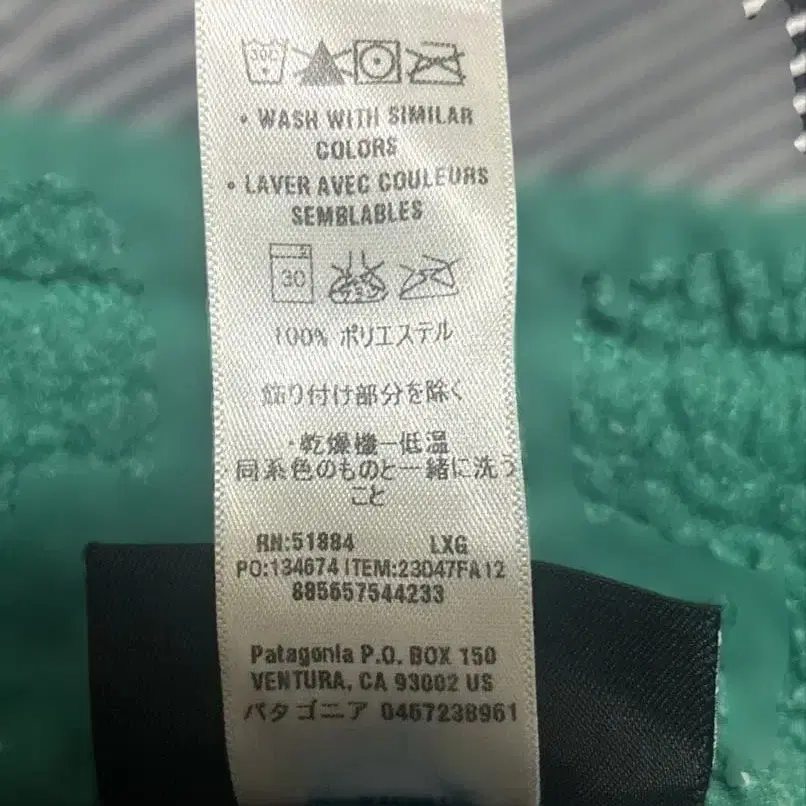 30C
• WASH WITH SIMILAR
COLORS
• LAVER AVEC COULEURS
SEMBLABLES
30
100% ポリエステル
飾り付け部分を除く
・乾燥機一低温
同系色のものと一緒に洗う
こと
RN:51884 LXG
PO:134674 ITEM:23047FA12
885657544233
Patagonia P.O. BOX 150
VENTURA, CA 93002 US
パタゴニア 0467238961